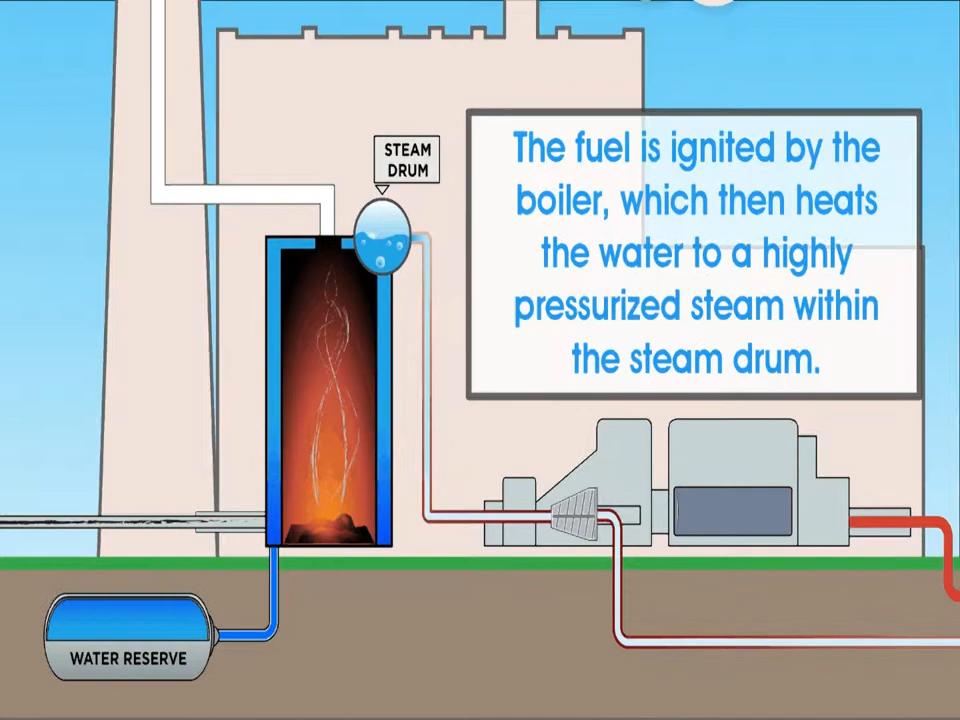 STEAM
DRUM
The fuel is ignited by the
boiler, which then heats
the water to a highly
pressurized steam within
the steam drum.
WATER RESERVE